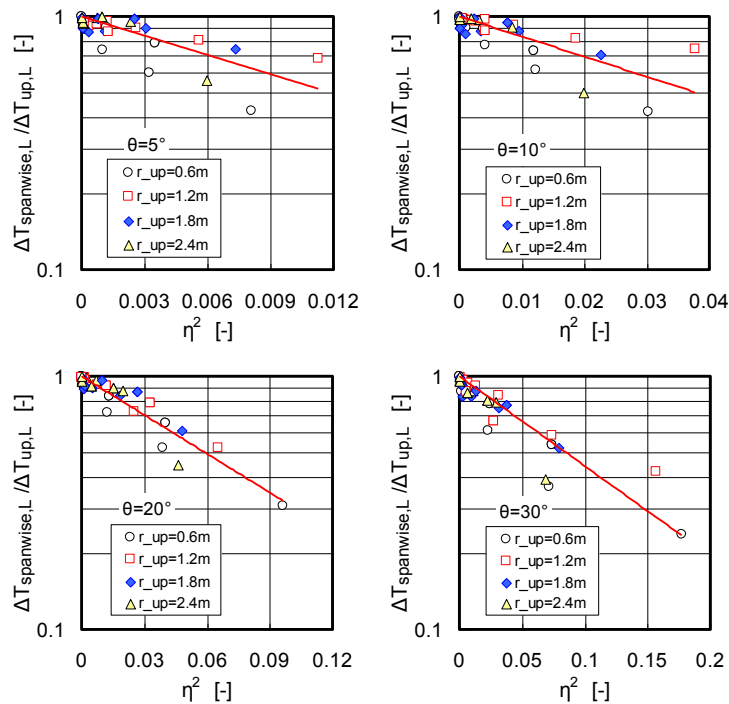 ΔTspanwise,L /ΔTup,L [-]
1
0.1
θ=5°
r_up=0.6m
r_up=1.2m
r_up=1.8m
r_up=2.4m
0 0.003 0.006 0.009 0.012
η² [-]
ΔTspanwise,L /ΔTup,L [-]
1
0.1
θ=10°
r_up=0.6m
r_up=1.2m
r_up=1.8m
r_up=2.4m
0 0.01 0.02 0.03 0.04
η² [-]
ΔTspanwise,L /ΔTup,L [-]
1
0.1
θ=20°
r_up=0.6m
r_up=1.2m
r_up=1.8m
r_up=2.4m
0 0.03 0.06 0.09 0.12
η² [-]
ΔTspanwise,L /ΔTup,L [-]
1
0.1
θ=30°
r_up=0.6m
r_up=1.2m
r_up=1.8m
r_up=2.4m
0 0.05 0.1 0.15 0.2
η² [-]